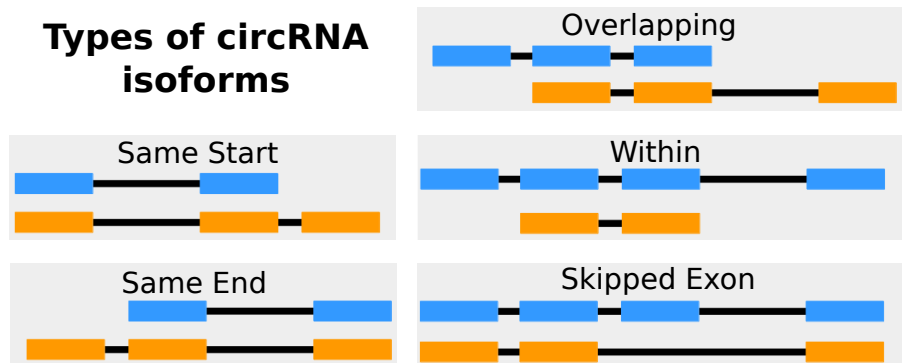 Types of circRNA
isoforms
Overlapping
Same Start
Within
Same End
Skipped Exon